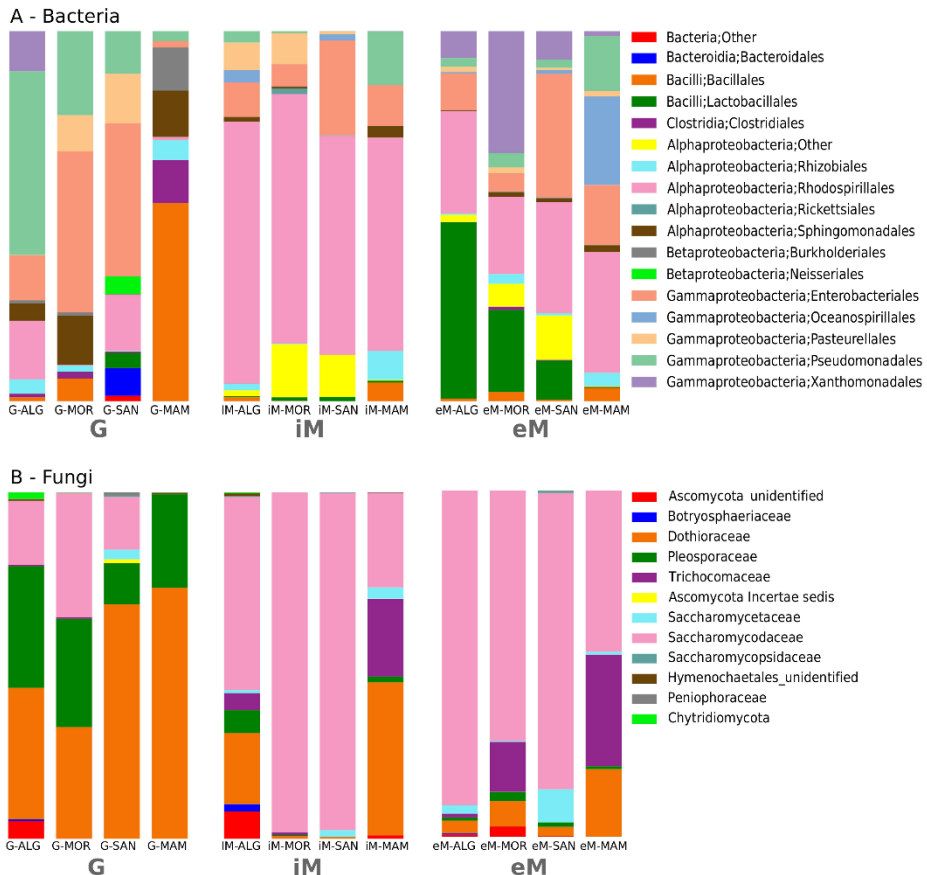 A - Bacteria
Bacteria;Other
Bacteroidia;Bacteroidales
Bacilli;Bacillales
Bacilli;Lactobacillales
Clostridia;Clostridiales
Alphaproteobacteria;Other
Alphaproteobacteria;Rhizobiales
Alphaproteobacteria;Rhodospirillales
Alphaproteobacteria;Rickettsiales
Alphaproteobacteria;Sphingomonadales
Betaproteobacteria;Burkholderiales
Betaproteobacteria;Neisseriales
Gammaproteobacteria;Enterobacteriales
Gammaproteobacteria;Oceanospirillales
Gammaproteobacteria;Pasteurellales
Gammaproteobacteria;Pseudomonadales
Gammaproteobacteria;Xanthomonadales
G-ALG G-MOR G-SAN G-MAM IM-ALG iM-MOR iM-SAN iM-MAM eM-ALG eM-MOR eM-SAN eM-MAM
G iM eM
B - Fungi
Ascomycota unidentified
Botryosphaeriaceae
Dothioraceae
Pleosporaceae
Trichocomaceae
Ascomycota Incertae sedis
Saccharomycetaceae
Saccharomycodaceae
Saccharomycopsidaceae
Hymenochaetales_unidentified
Peniophoraceae
Chytridiomycota
G-ALG G-MOR G-SAN G-MAM IM-ALG iM-MOR iM-SAN iM-MAM eM-ALG eM-MOR eM-SAN eM-MAM
G iM eM